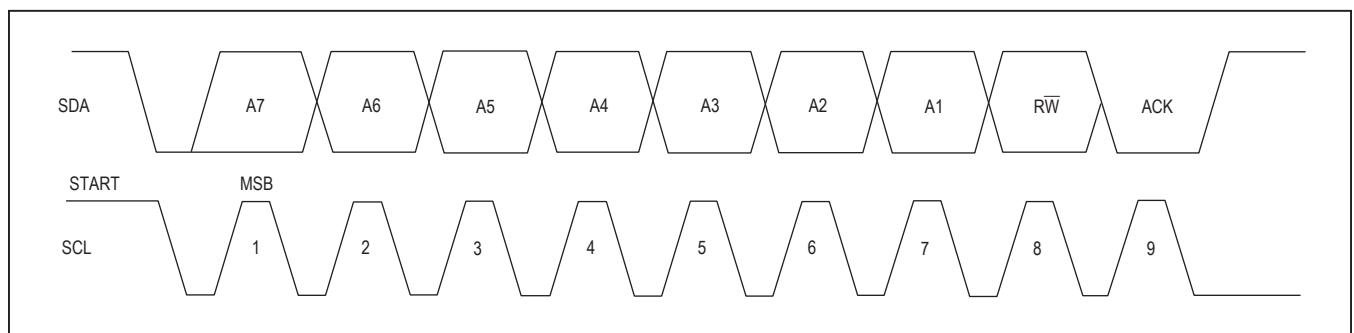 SDA A7 A6 A5 A4 A3 A2 A1 RW̅ ACK
START MSB
SCL 1 2 3 4 5 6 7 8 9